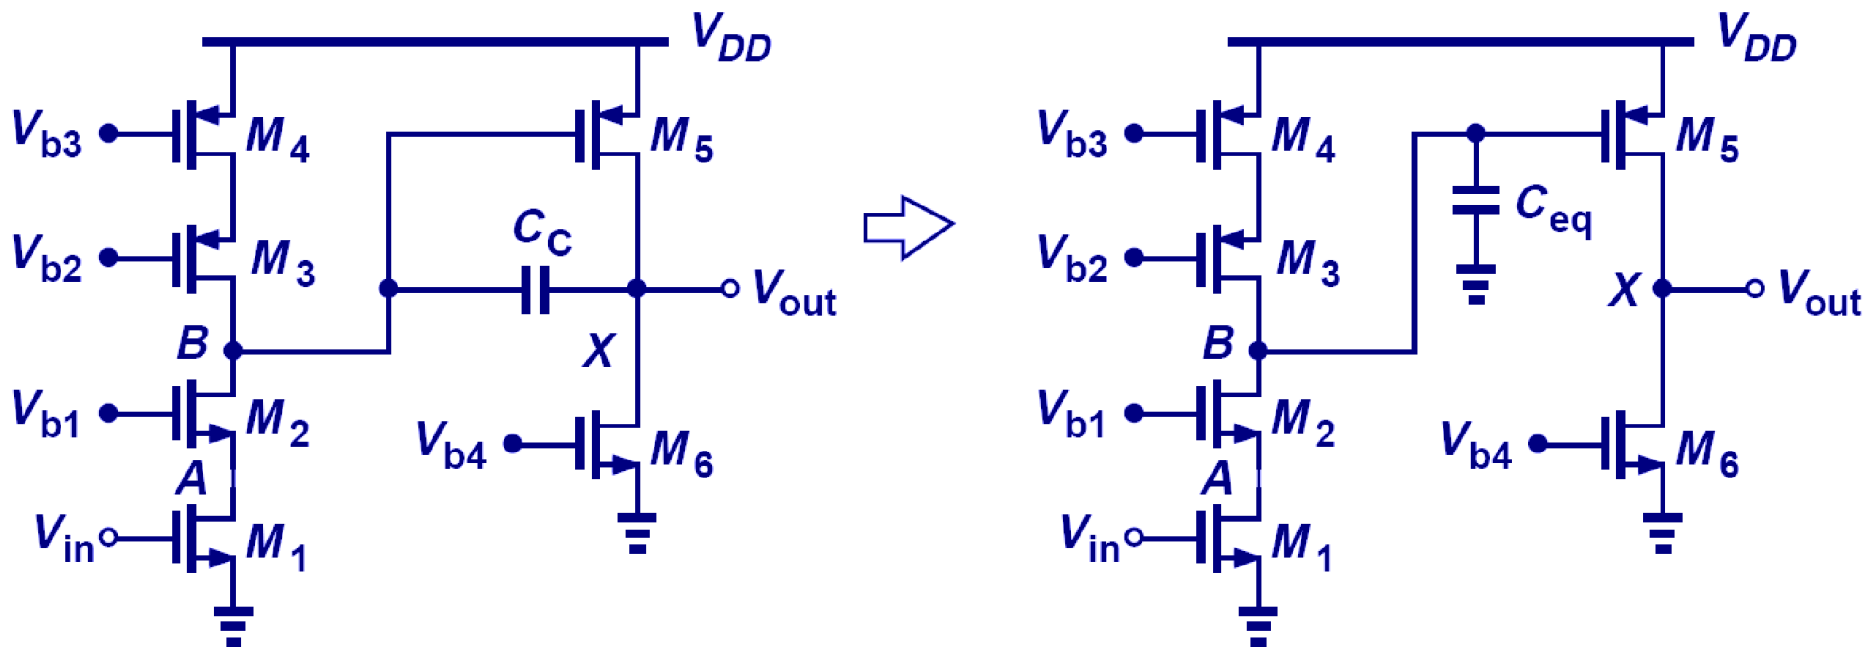 VDD VDD
Vb3 M4 M5 Vb3 M4 M5
CC Ceq
Vb2 M3 Vb2 M3
Vout X Vout
B X B
Vb1 M2 Vb4 M6 Vb1 M2 Vb4 M6
A A
Vin M1 Vin M1